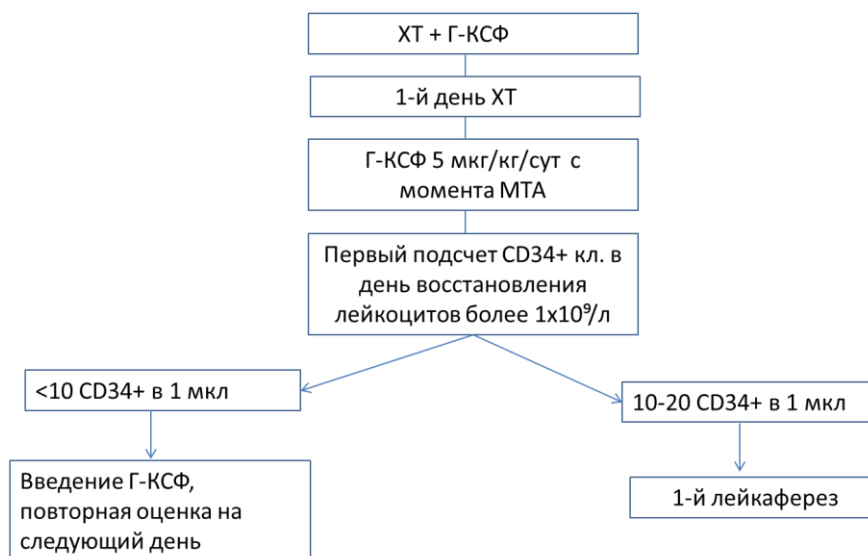 ХТ + Г-КСФ
1-й день ХТ
Г-КСФ 5 мкг/кг/сут с
момента МТА
Первый подсчет CD34+ кл. в
день восстановления
лейкоцитов более 1х10⁹/л
<10 CD34+ в 1 мкл
10-20 CD34+ в 1 мкл
Введение Г-КСФ,
повторная оценка на
следующий день
1-й лейкаферез